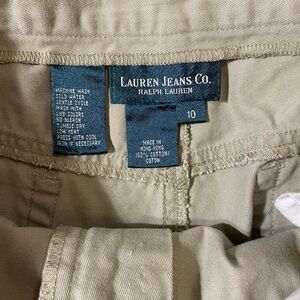 MACHINE WASH
COLD WATER
GENTLE CYCLE
WASH WITH
LIKE COLORS
NO BLEACH
TUMBLE DRY
LOW HEAT
PRESS WITH COOL
IRON IF NECESSARY
LAUREN JEANS CO.
RALPH LAUREN
10
MADE IN
HONG KONG
100% COTTON/
COTON